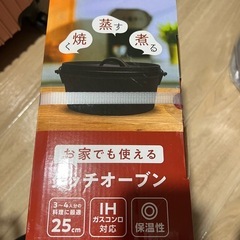 焼く
蒸す
煮る
お家でも使える
ッチオーブン
3～4人分の
料理に最適
25cm
IH
ガスコンロ
対応
保温性